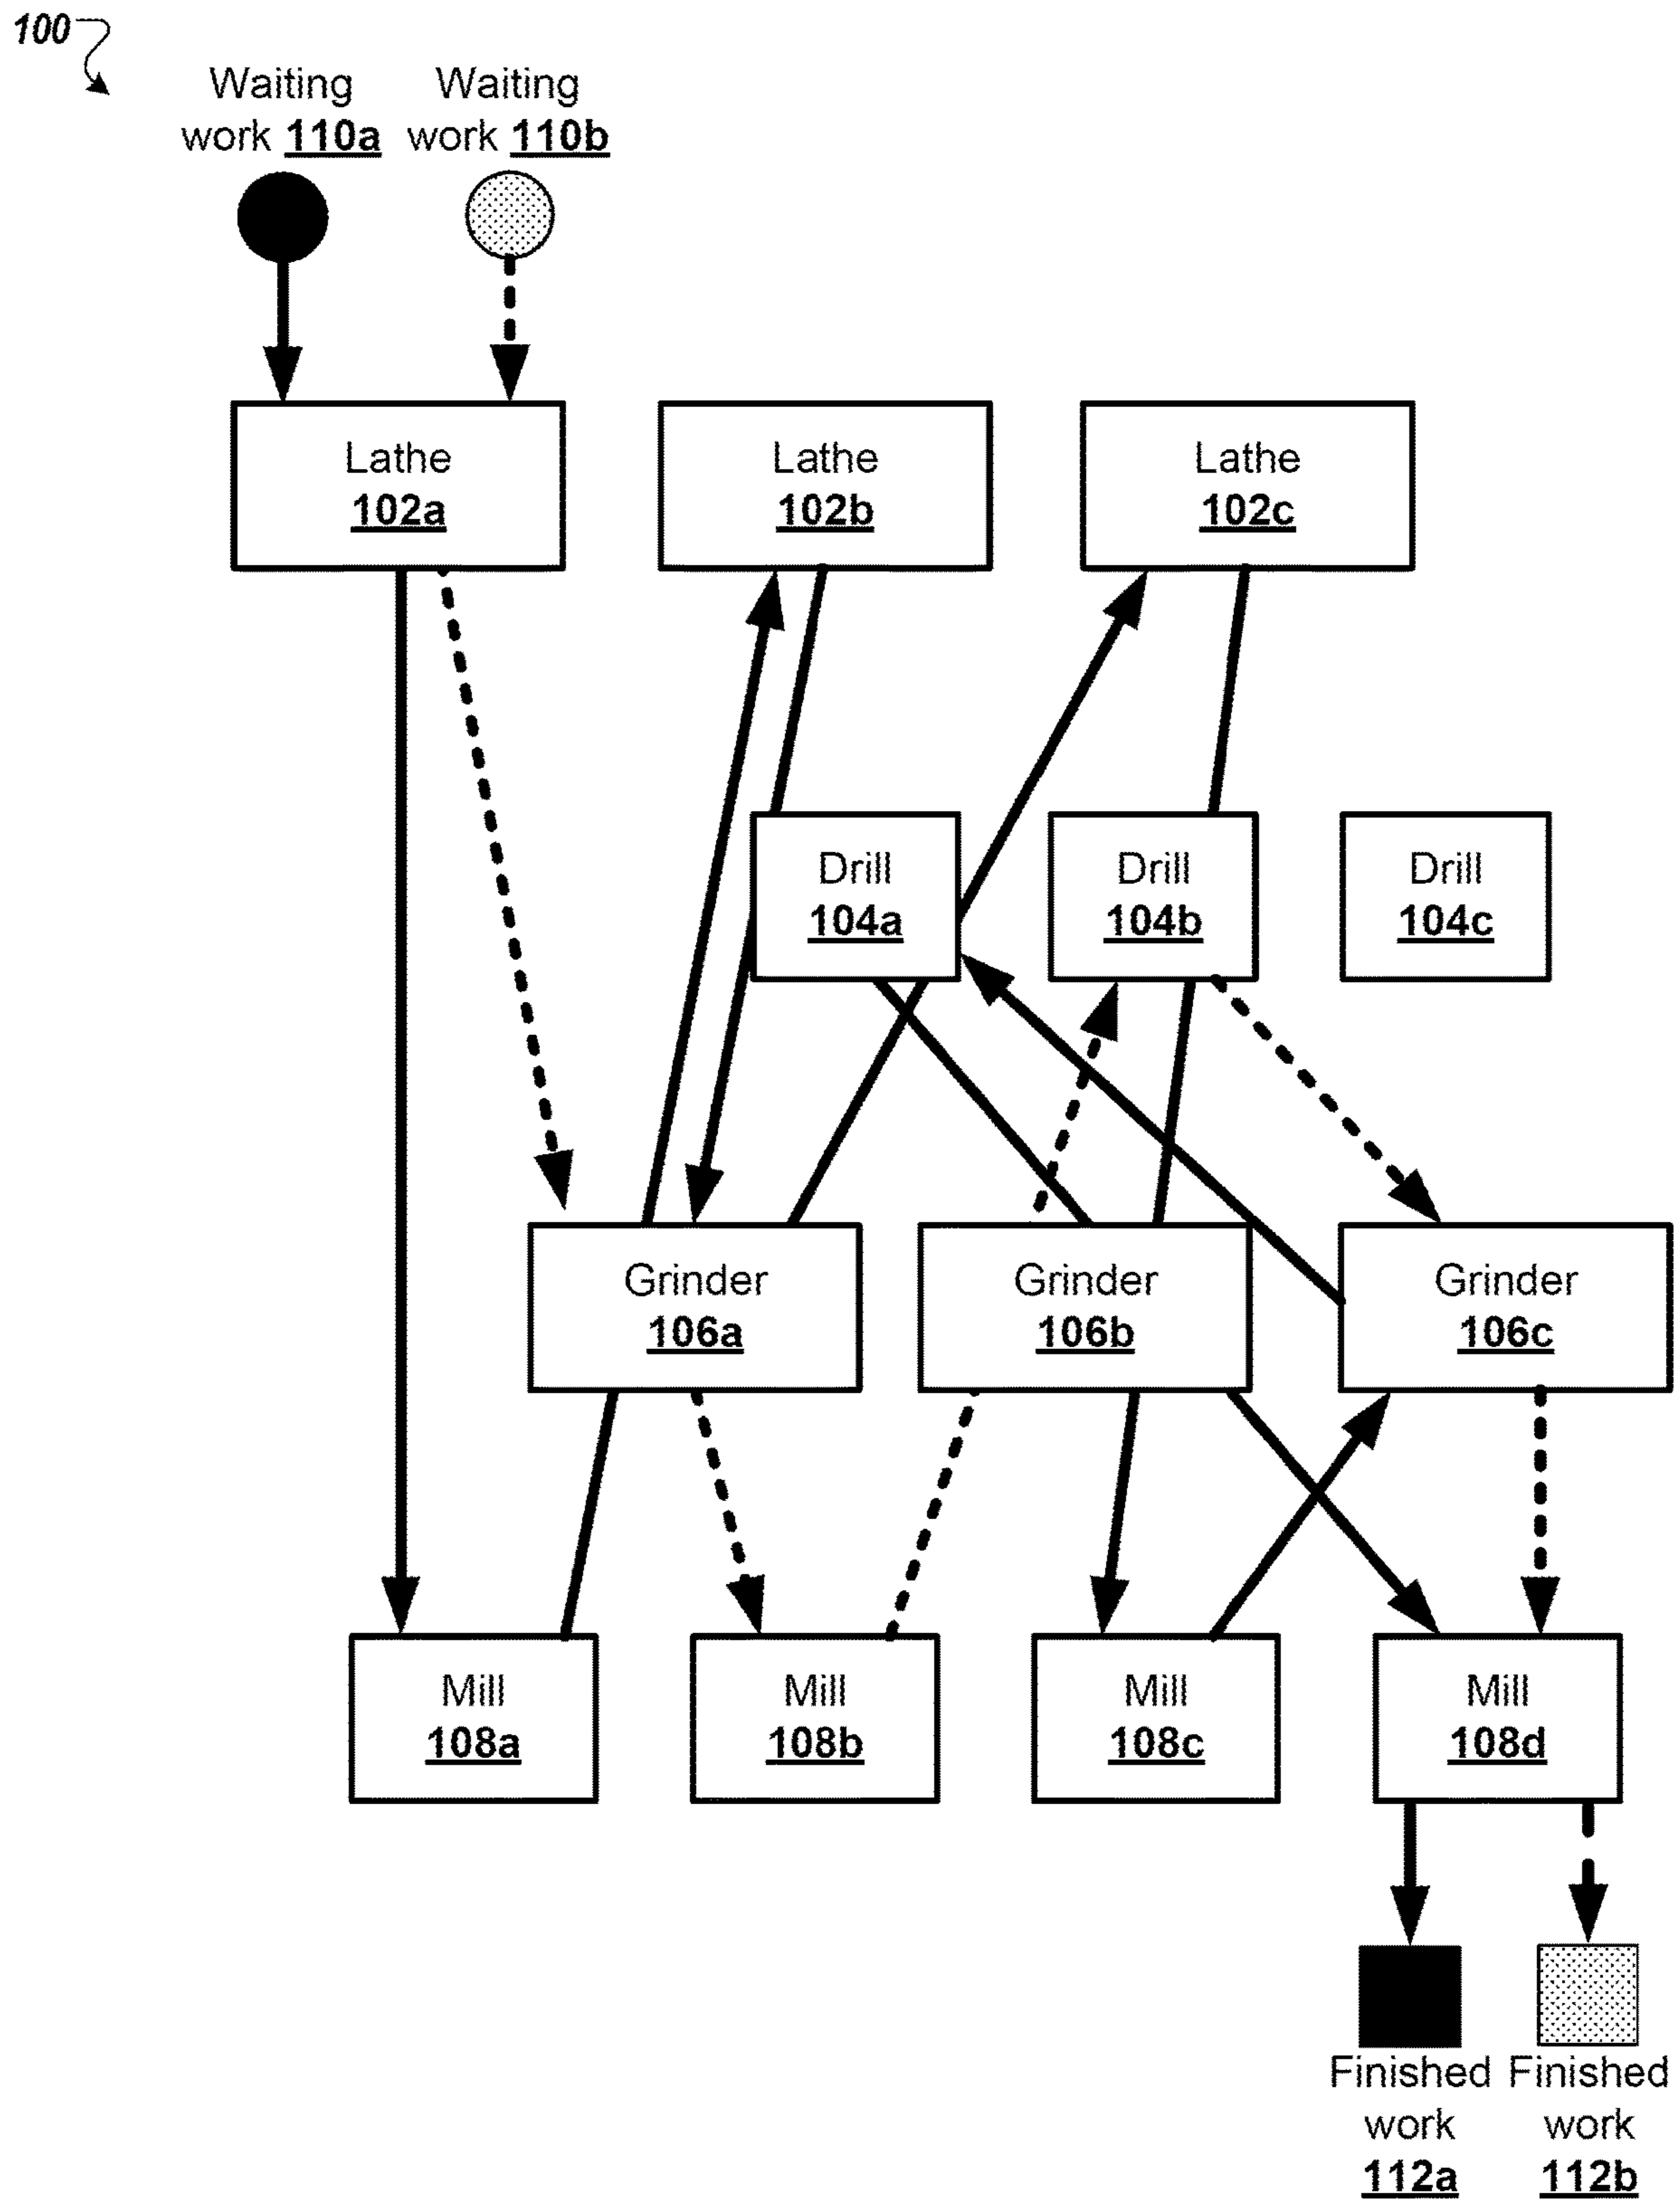 100
Waiting
work 110a
Waiting
work 110b
Lathe
102a
Lathe
102b
Lathe
102c
Drill
104a
Drill
104b
Drill
104c
Grinder
106a
Grinder
106b
Grinder
106c
Mill
108a
Mill
108b
Mill
108c
Mill
108d
Finished
work
112a
Finished
work
112b